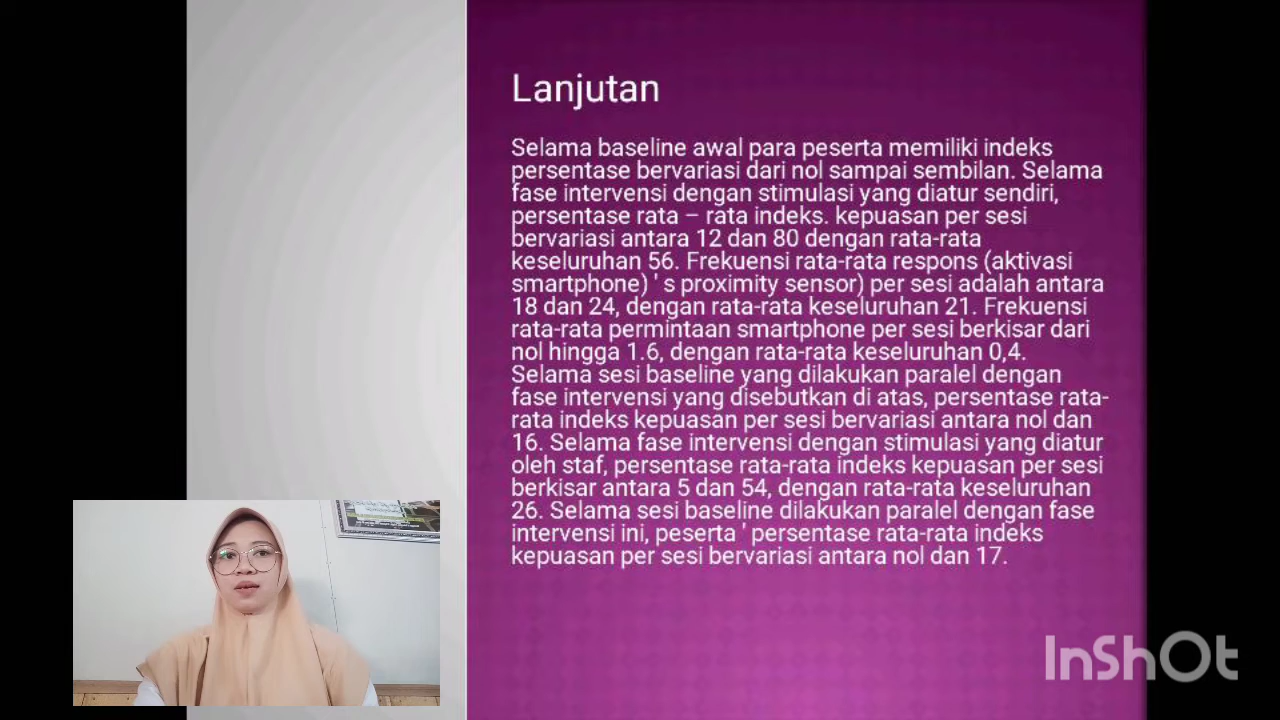 Lanjutan
Selama baseline awal para peserta memiliki indeks
persentase bervariasi dari nol sampai sembilan. Selama
fase intervensi dengan stimulasi yang diatur sendiri,
persentase rata – rata indeks. kepuasan per sesi
bervariasi antara 12 dan 80 dengan rata-rata
keseluruhan 56. Frekuensi rata-rata respons (aktivasi
smartphone) ' s proximity sensor) per sesi adalah antara
18 dan 24, dengan rata-rata keseluruhan 21. Frekuensi
rata-rata permintaan smartphone per sesi berkisar dari
nol hingga 1.6, dengan rata-rata keseluruhan 0,4.
Selama sesi baseline yang dilakukan paralel dengan
fase intervensi yang disebutkan di atas, persentase rata-
rata indeks kepuasan per sesi bervariasi antara nol dan
16. Selama fase intervensi dengan stimulasi yang diatur
oleh staf, persentase rata-rata indeks kepuasan per sesi
berkisar antara 5 dan 54, dengan rata-rata keseluruhan
26. Selama sesi baseline dilakukan paralel dengan fase
intervensi ini, peserta ' persentase rata-rata indeks
kepuasan per sesi bervariasi antara nol dan 17.
InShOt